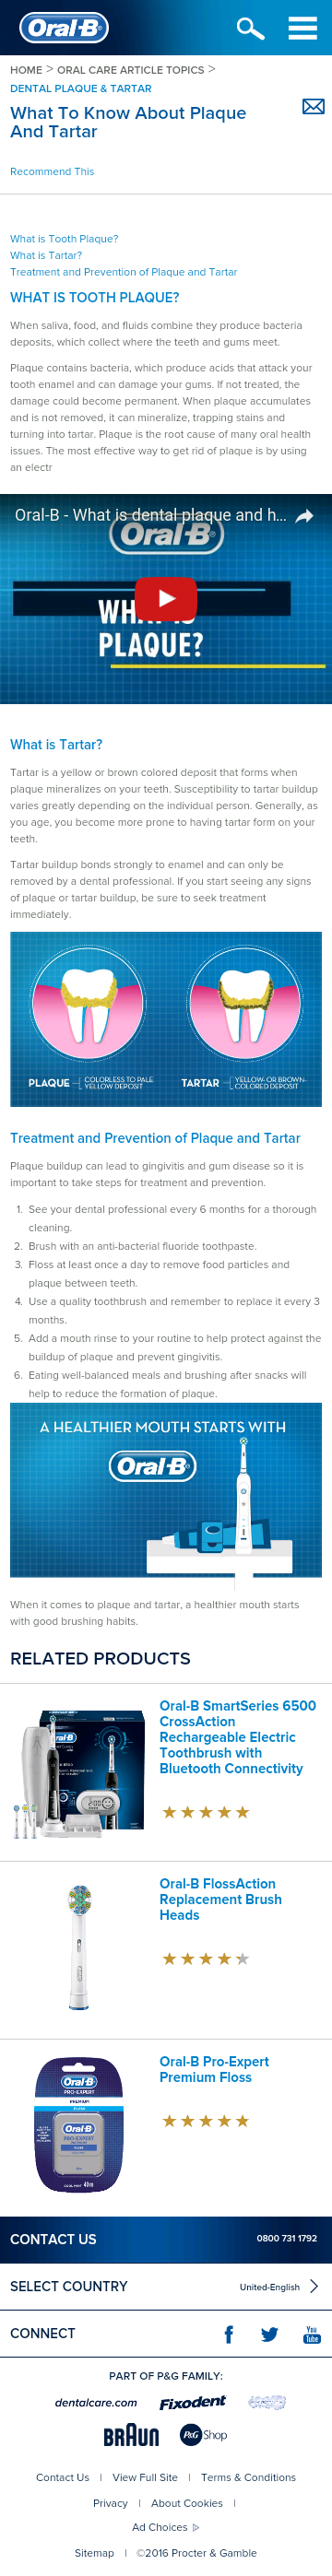 Oral-B
HOME > ORAL CARE ARTICLE TOPICS >
DENTAL PLAQUE & TARTAR
What To Know About Plaque
And Tartar
Recommend This
What is Tooth Plaque?
What is Tartar?
Treatment and Prevention of Plaque and Tartar
WHAT IS TOOTH PLAQUE?
When saliva, food, and fluids combine they produce bacteria
deposits, which collect where the teeth and gums meet.
Plaque contains bacteria, which produce acids that attack your
tooth enamel and can damage your gums. If not treated, the
damage could become permanent. When plaque accumulates
and is not removed, it can mineralize, trapping stains and
turning into tartar. Plaque is the root cause of many oral health
issues. The most effective way to get rid of plaque is by using
an electr
Oral-B - What is dental plaque and h...
Oral-B
WHAT IS
PLAQUE?
What is Tartar?
Tartar is a yellow or brown colored deposit that forms when
plaque mineralizes on your teeth. Susceptibility to tartar buildup
varies greatly depending on the individual person. Generally, as
you age, you become more prone to having tartar form on your
teeth.
Tartar buildup bonds strongly to enamel and can only be
removed by a dental professional. If you start seeing any signs
of plaque or tartar buildup, be sure to seek treatment
immediately.
PLAQUE COLORLESS TO PALE YELLOW DEPOSIT
TARTAR YELLOW- OR BROWN-COLORED DEPOSIT
Treatment and Prevention of Plaque and Tartar
Plaque buildup can lead to gingivitis and gum disease so it is
important to take steps for treatment and prevention.
1. See your dental professional every 6 months for a thorough
cleaning.
2. Brush with an anti-bacterial fluoride toothpaste.
3. Floss at least once a day to remove food particles and
plaque between teeth.
4. Use a quality toothbrush and remember to replace it every 3
months.
5. Add a mouth rinse to your routine to help protect against the
buildup of plaque and prevent gingivitis.
6. Eating well-balanced meals and brushing after snacks will
help to reduce the formation of plaque.
A HEALTHIER MOUTH STARTS WITH
Oral-B
When it comes to plaque and tartar, a healthier mouth starts
with good brushing habits.
RELATED PRODUCTS
Oral-B SmartSeries 6500
CrossAction
Rechargeable Electric
Toothbrush with
Bluetooth Connectivity
Oral-B FlossAction
Replacement Brush
Heads
Oral-B
PRO-EXPERT
PREMIUM
FLOSS
Oral-B
PRO-EXPERT
Oral-B Pro-Expert
Premium Floss
CONTACT US 0800 731 1792
SELECT COUNTRY United-English
CONNECT
You
Tube
PART OF P&G FAMILY:
dentalcare.com Fixodent
BRAUN P&G Shop
Contact Us | View Full Site | Terms & Conditions
Privacy | About Cookies |
Ad Choices
Sitemap | ©2016 Procter & Gamble